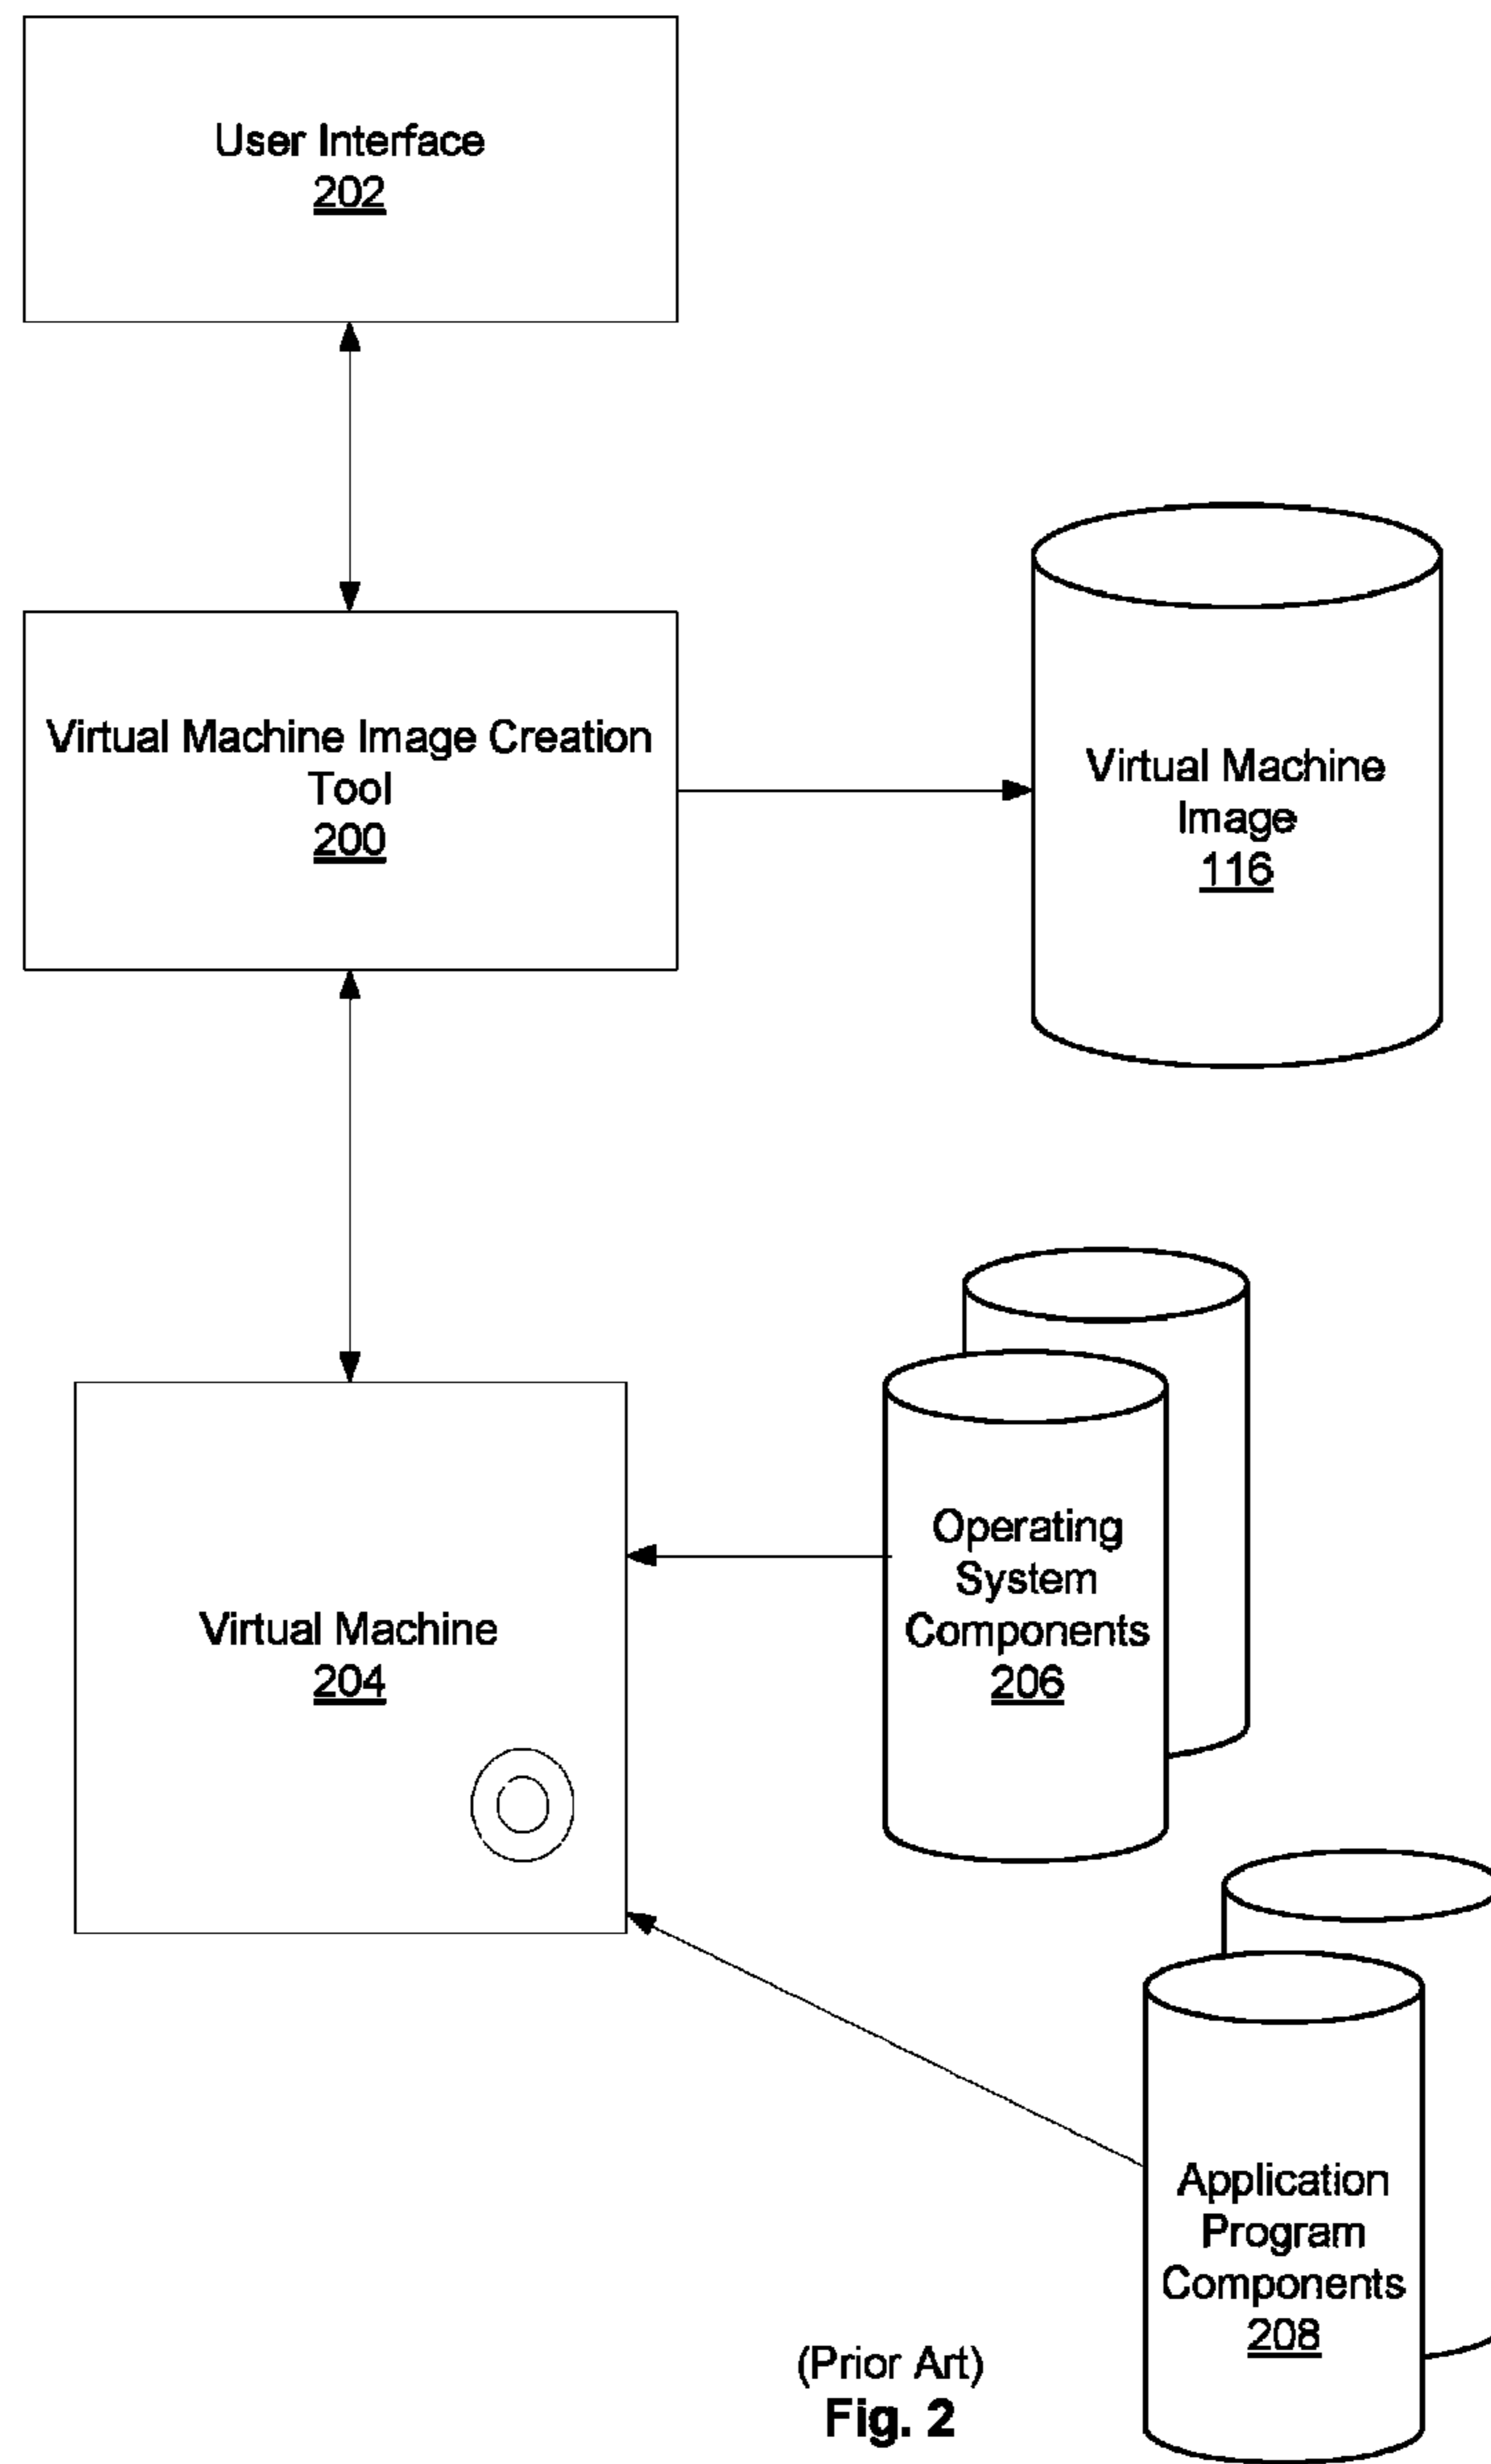 User Interface
202
Virtual Machine Image Creation
Tool
200
Virtual Machine
Image
116
Operating
System
Components
206
Virtual Machine
204
Application
Program
Components
208
(Prior Art)
Fig. 2